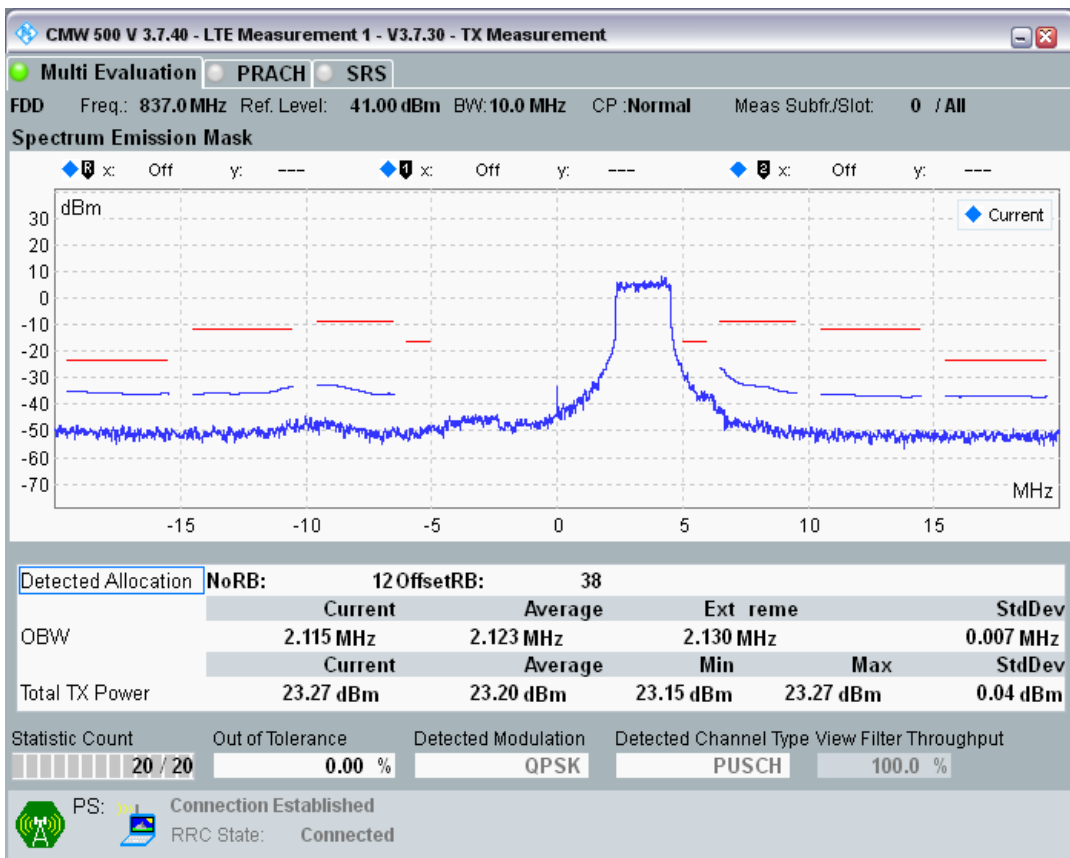 CMW 500 V 3.7.40 - LTE Measurement 1 - V3.7.30 - TX Measurement
Multi Evaluation PRACH SRS
FDD Freq.: 837.0 MHz Ref. Level: 41.00 dBm BW: 10.0 MHz CP :Normal Meas Subfr./Slot: 0 / All
Spectrum Emission Mask
R x: Off y: --- 1 x: Off y: --- 2 x: Off y: ---
dBm
Current
30
20
10
0
-10
-20
-30
-40
-50
-60
-70
MHz
-15 -10 -5 0 5 10 15
Detected Allocation NoRB: 12 OffsetRB: 38
Current Average Ext reme StdDev
OBW 2.115 MHz 2.123 MHz 2.130 MHz 0.007 MHz
Current Average Min Max StdDev
Total TX Power 23.27 dBm 23.20 dBm 23.15 dBm 23.27 dBm 0.04 dBm
Statistic Count Out of Tolerance Detected Modulation Detected Channel Type View Filter Throughput
20 / 20 0.00 % QPSK PUSCH 100.0 %
PS: Connection Established
RRC State: Connected